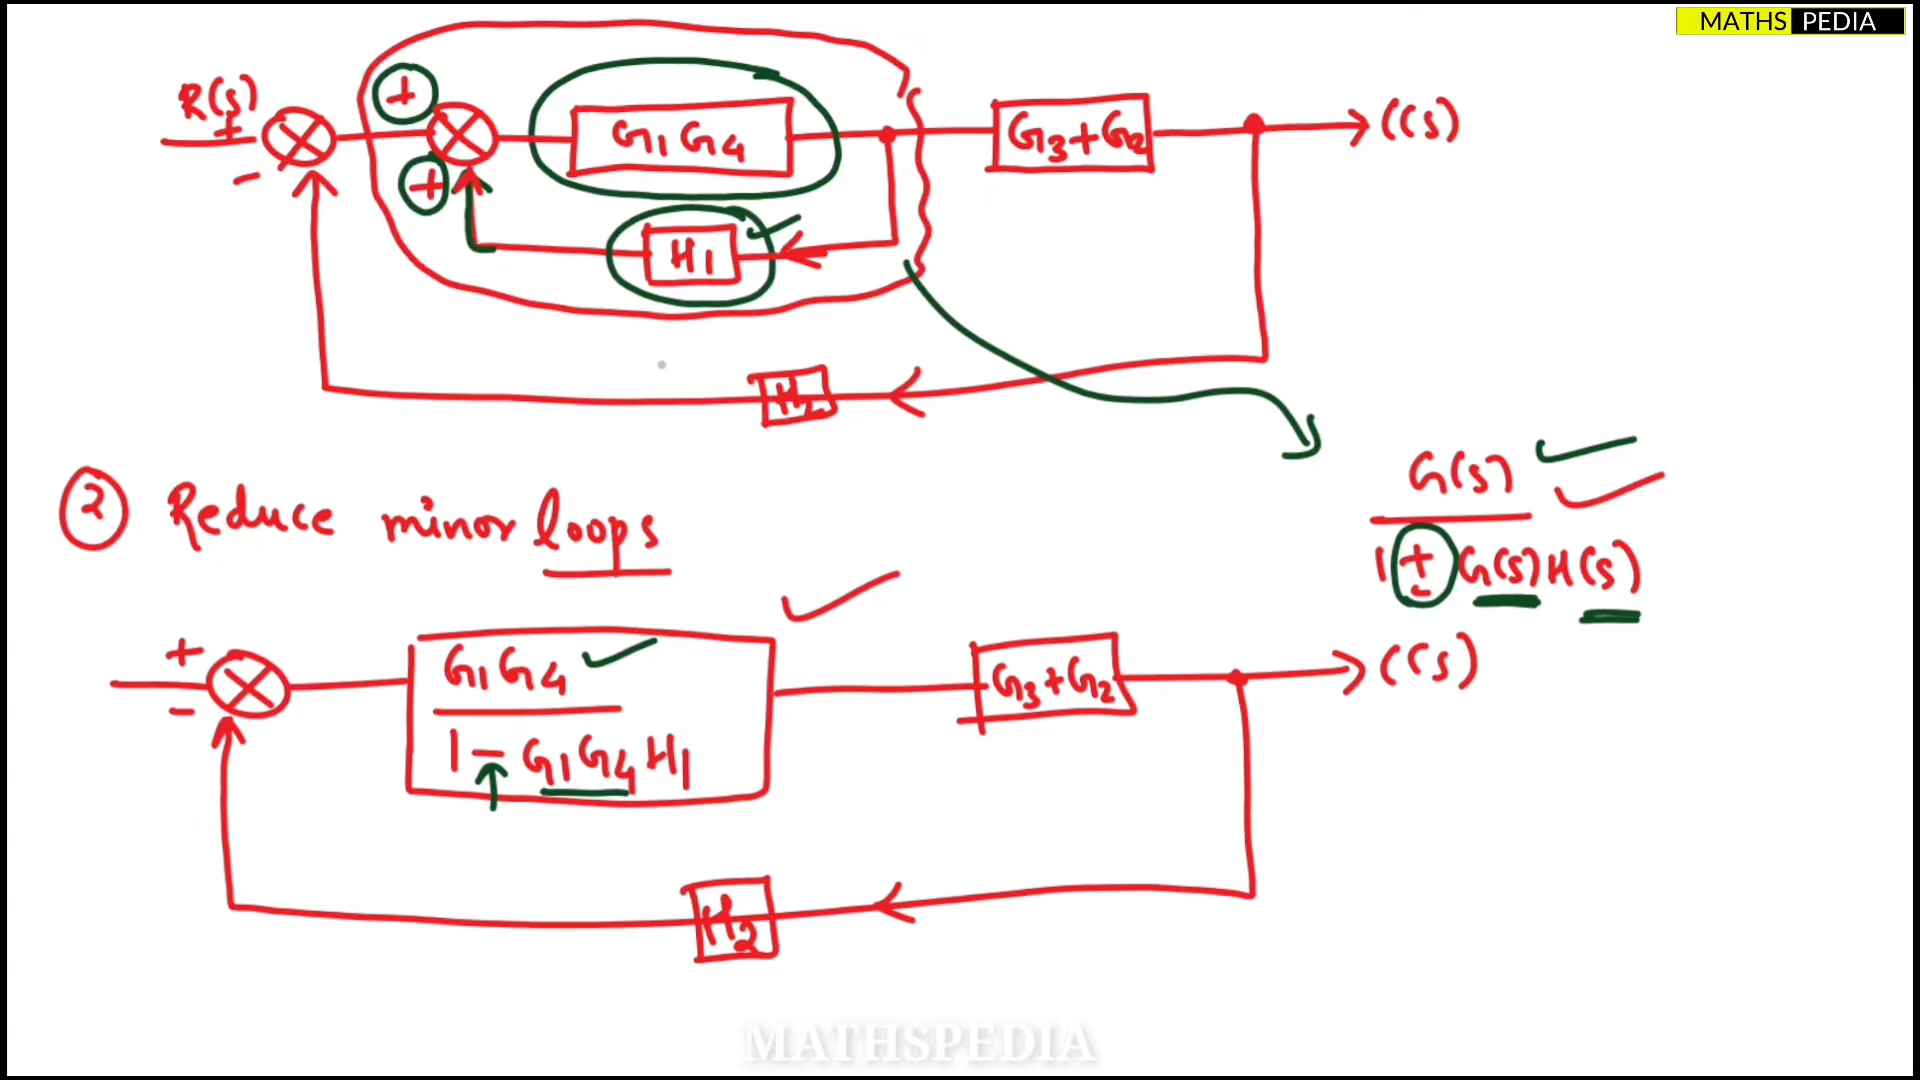 MATHS PEDIA
R(s)
+ +
- +
G1G4
G3+G2
C(s)
H1
H2
② Reduce minor loops
G(s)
1 ± G(s)H(s)
+
-
G1G4
1 - G1G4H1
G3+G2
C(s)
H2
MATHSPEDIA